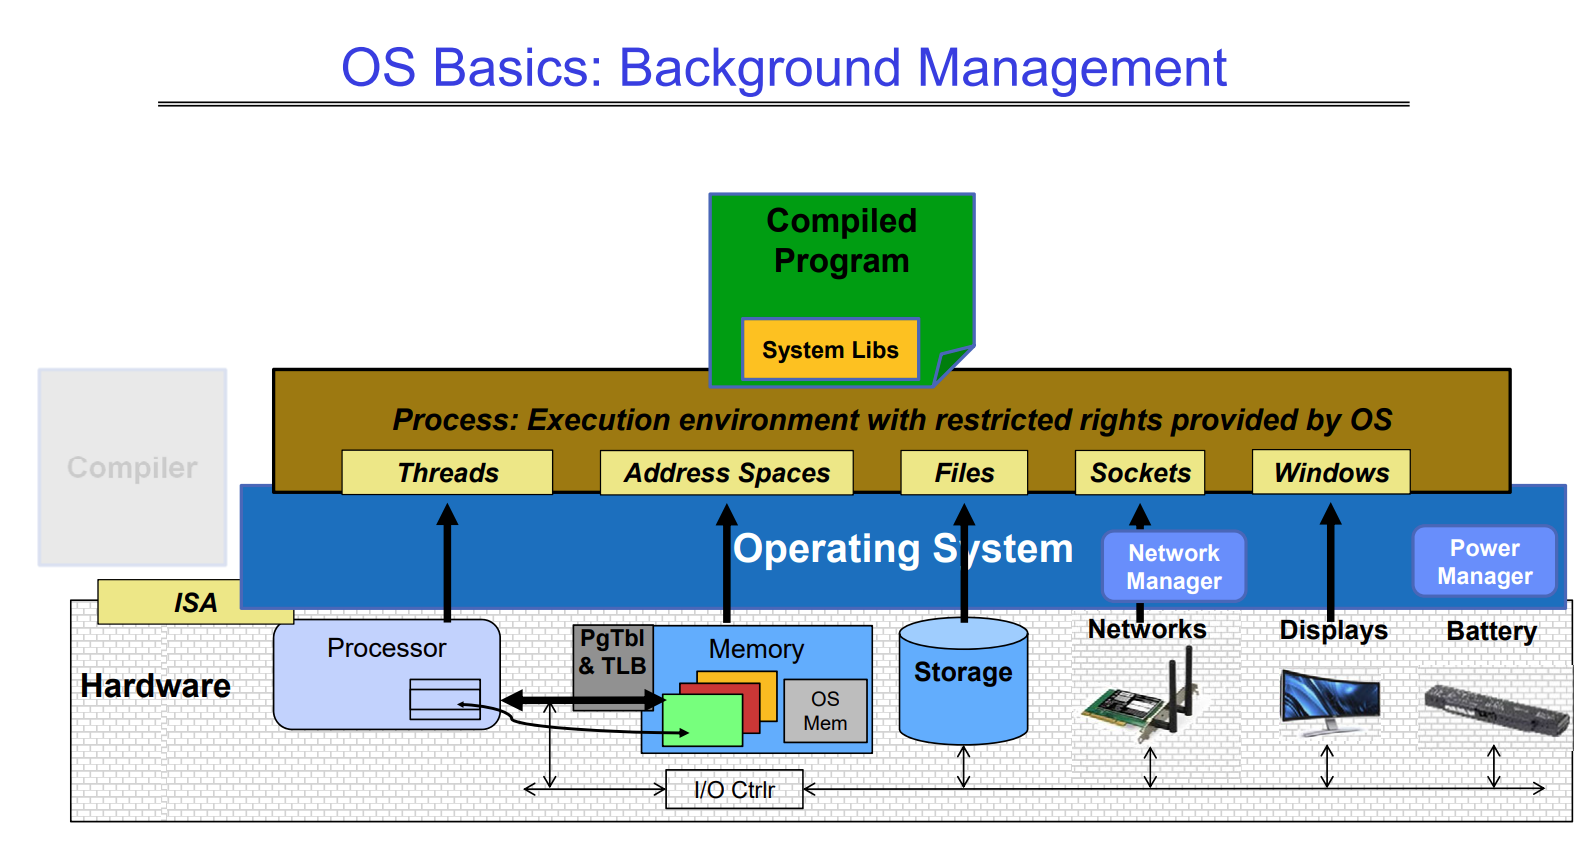 OS Basics: Background Management
Compiled
Program
System Libs
Process: Execution environment with restricted rights provided by OS
Compiler
Threads
Address Spaces
Files
Sockets
Windows
Operating System
Network
Manager
Power
Manager
ISA
Hardware
Processor
PgTbl
& TLB
Memory
OS
Mem
Storage
Networks
Displays
Battery
I/O Ctrlr